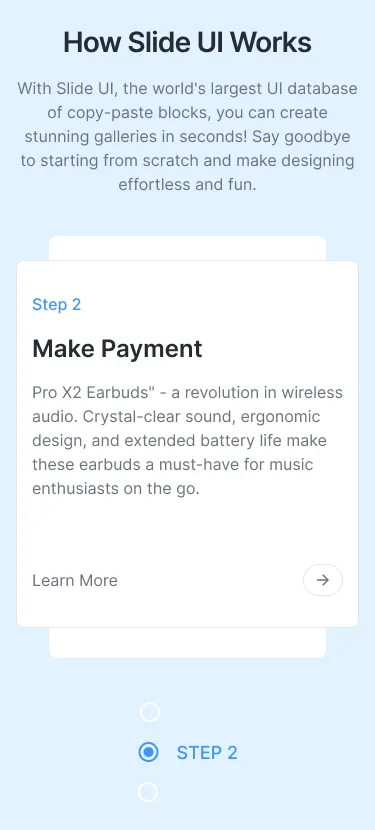 How Slide UI Works
With Slide UI, the world's largest UI database
of copy-paste blocks, you can create
stunning galleries in seconds! Say goodbye
to starting from scratch and make designing
effortless and fun.
Step 2
Make Payment
Pro X2 Earbuds" - a revolution in wireless
audio. Crystal-clear sound, ergonomic
design, and extended battery life make
these earbuds a must-have for music
enthusiasts on the go.
Learn More
STEP 2